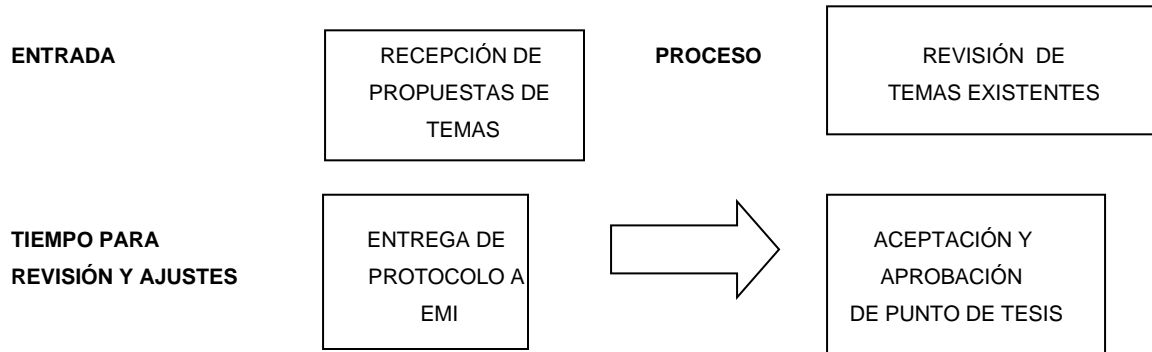 ENTRADA
RECEPCIÓN DE
PROPUESTAS DE
TEMAS
PROCESO
REVISIÓN DE
TEMAS EXISTENTES
TIEMPO PARA
REVISIÓN Y AJUSTES
ENTREGA DE
PROTOCOLO A
EMI
ACEPTACIÓN Y
APROBACIÓN
DE PUNTO DE TESIS